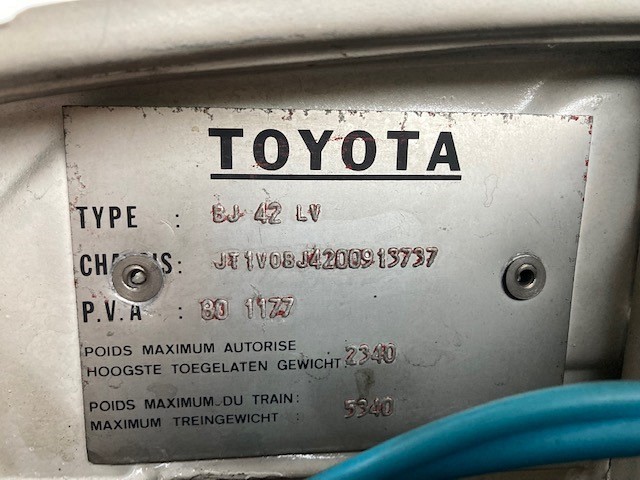 TOYOTA
TYPE : BJ 42 LV
CHASSIS: JT1V0BJ4200913737
P.V.A : 80 1177
POIDS MAXIMUM AUTORISE
HOOGSTE TOEGELATEN GEWICHT: 2340
POIDS MAXIMUM DU TRAIN:
MAXIMUM TREINGEWICHT : 5340